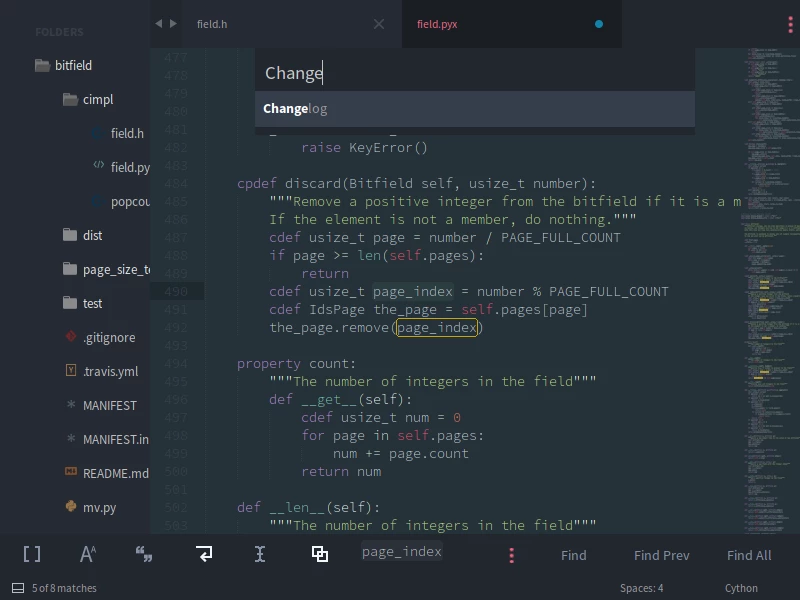 FOLDERS
bitfield
cimpl
field.h
field.py
popcou
dist
page_size_t
test
.gitignore
.travis.yml
MANIFEST
MANIFEST.in
README.md
mv.py
field.h
field.pyx
Change
Changelog
477
478
479
480
481
482 raise KeyError()
483
484 cpdef discard(Bitfield self, usize_t number):
485 """Remove a positive integer from the bitfield if it is a m
486 If the element is not a member, do nothing."""
487 cdef usize_t page = number / PAGE_FULL_COUNT
488 if page >= len(self.pages):
489 return
490 cdef usize_t page_index = number % PAGE_FULL_COUNT
491 cdef IdsPage the_page = self.pages[page]
492 the_page.remove(page_index)
493
494 property count:
495 """The number of integers in the field"""
496 def __get__(self):
497 cdef usize_t num = 0
498 for page in self.pages:
499 num += page.count
500 return num
501
502 def __len__(self):
503 """The number of integers in the field"""
page_index
Find
Find Prev
Find All
5 of 8 matches
Spaces: 4
Cython